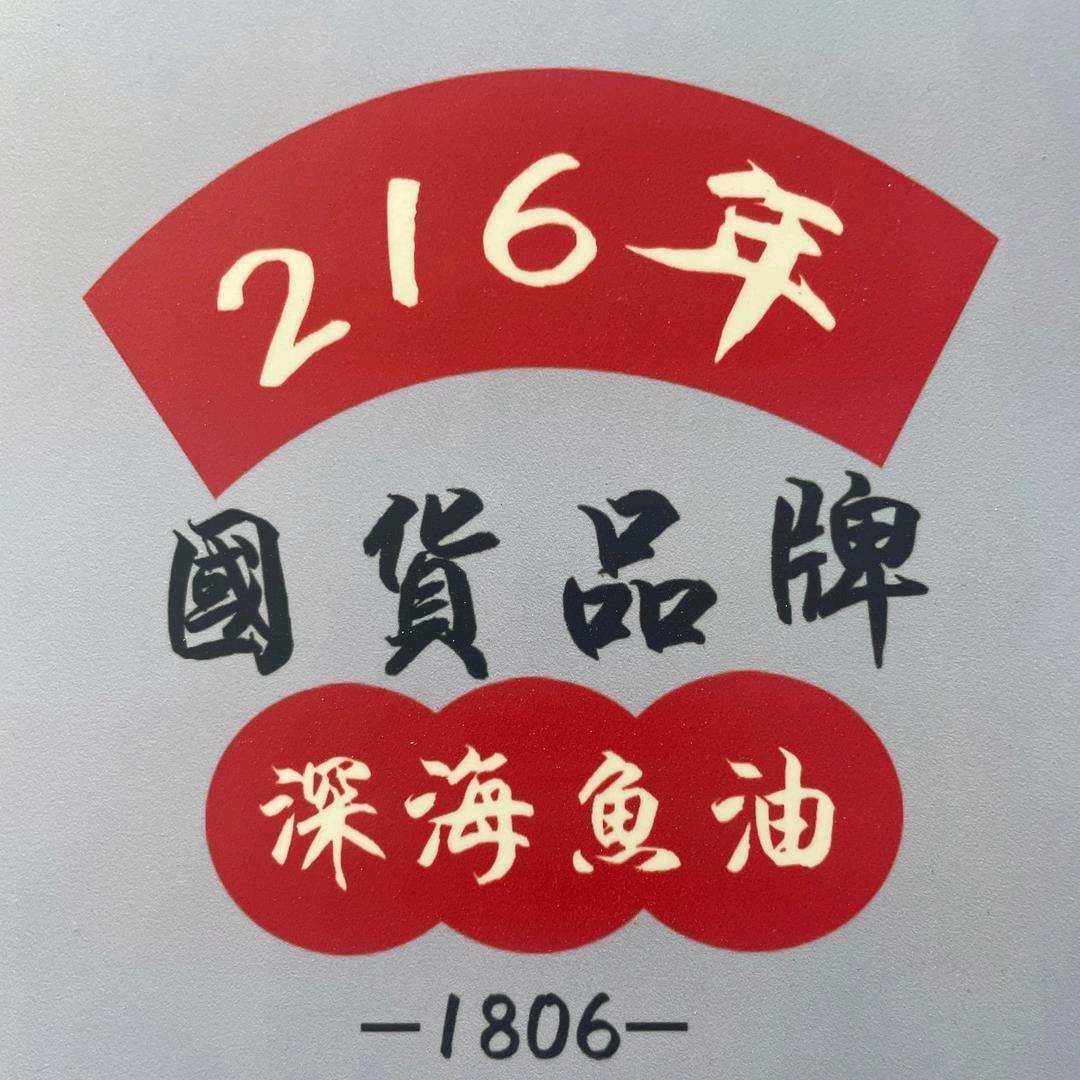 216年
國貨品牌
深海魚油
—1806—